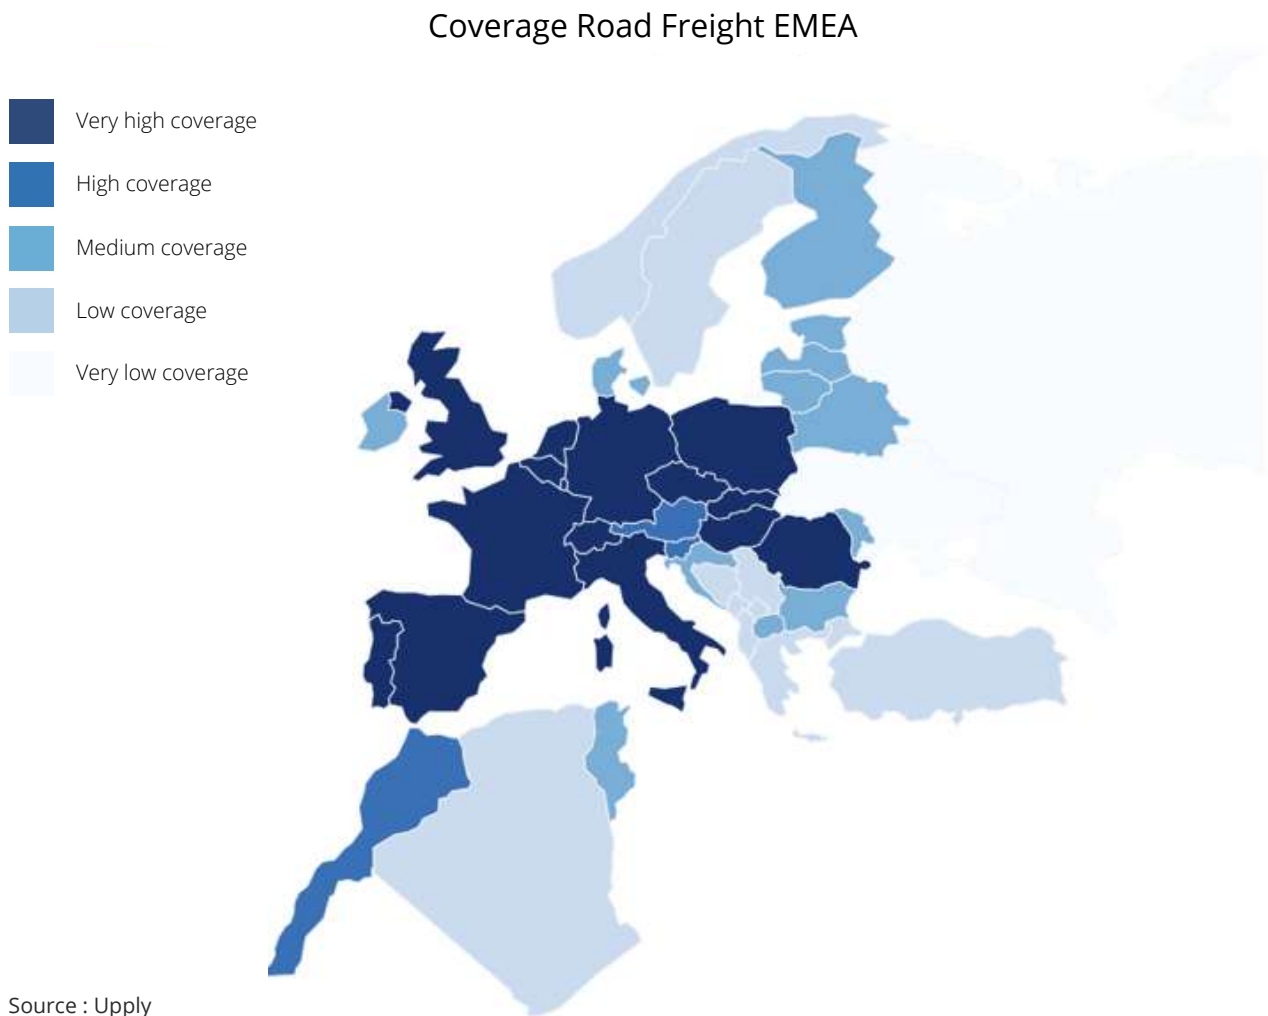 Coverage Road Freight EMEA
Very high coverage
High coverage
Medium coverage
Low coverage
Very low coverage
Source : Upply